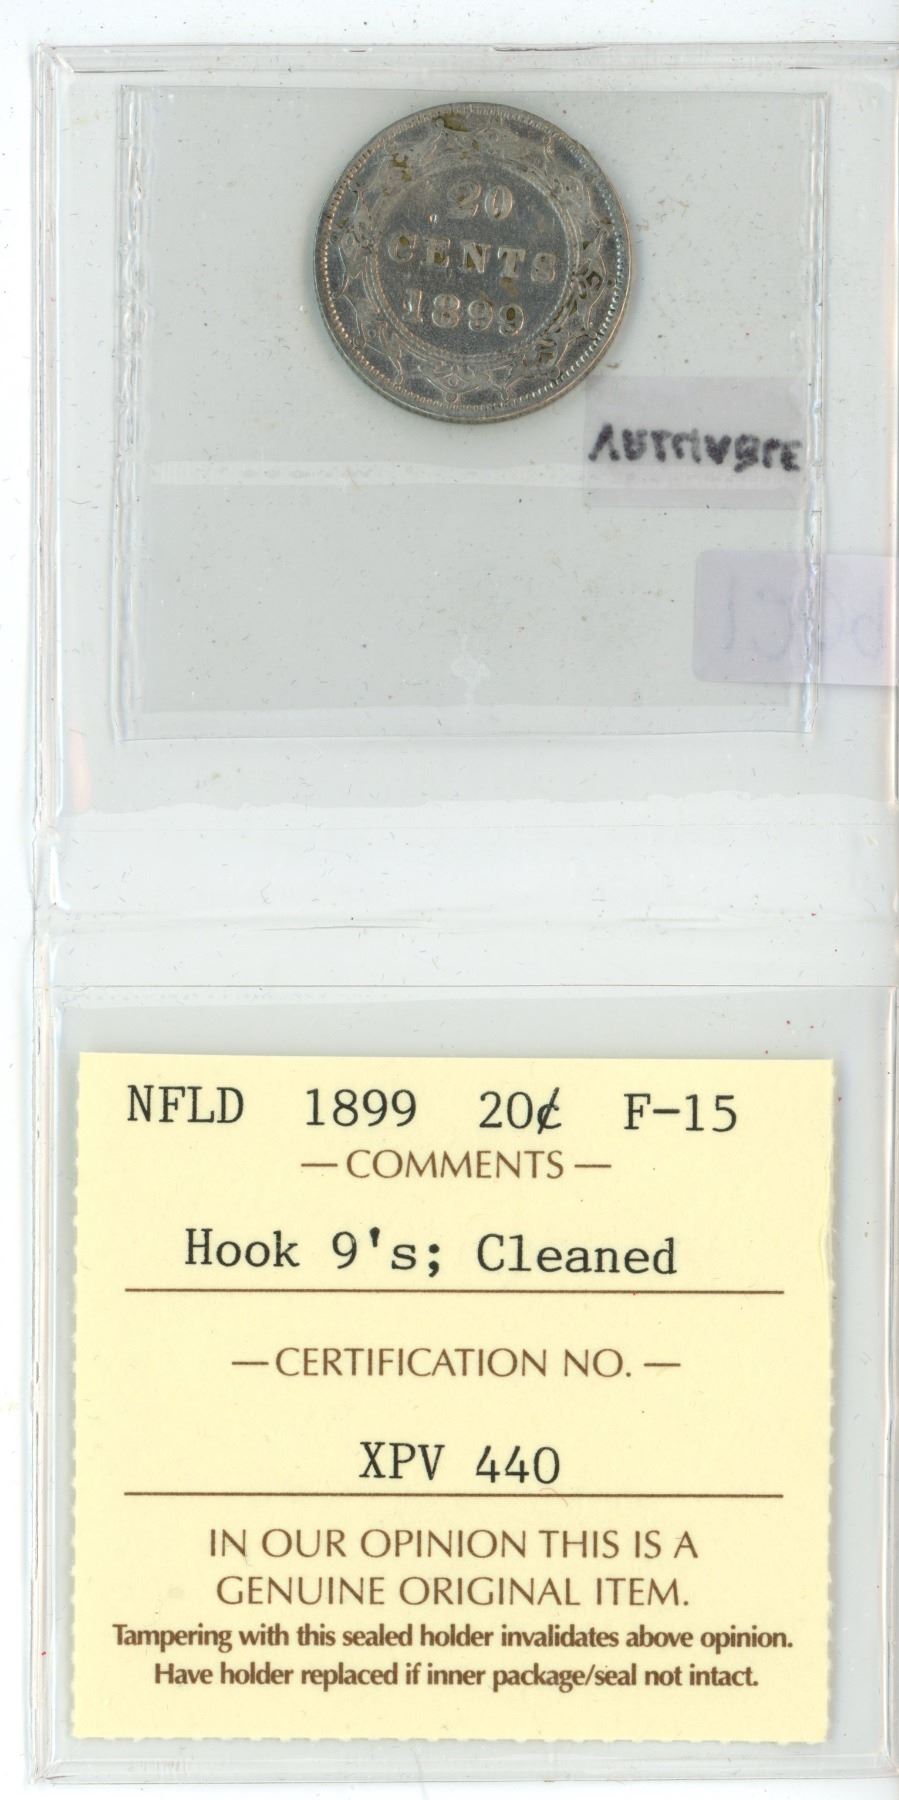 20
CENTS
1899
NFLD 1899 20¢ F-15
— COMMENTS —
Hook 9's; Cleaned
— CERTIFICATION NO. —
XPV 440
IN OUR OPINION THIS IS A
GENUINE ORIGINAL ITEM.
Tampering with this sealed holder invalidates above opinion.
Have holder replaced if inner package/seal not intact.